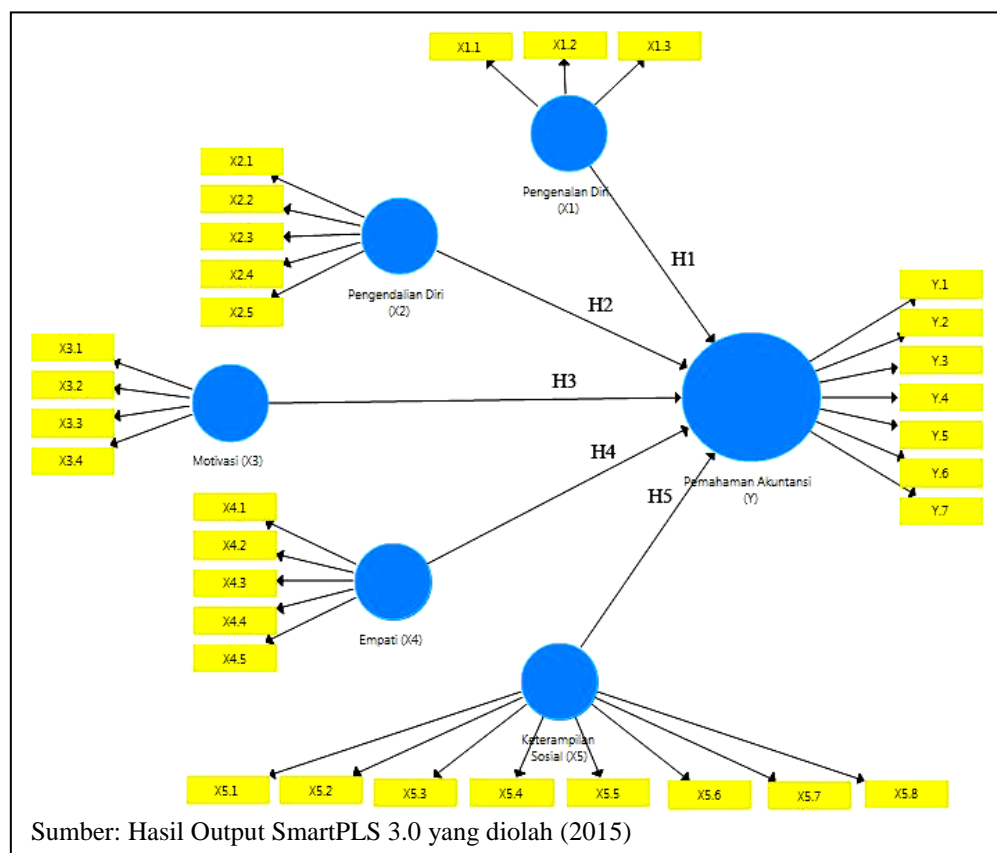 X1.1
X1.2
X1.3
Pengenalan Diri
(X1)
X2.1
X2.2
X2.3
X2.4
X2.5
Pengendalian Diri
(X2)
H1
H2
X3.1
X3.2
X3.3
X3.4
Motivasi (X3)
H3
Y.1
Y.2
Y.3
Y.4
Y.5
Y.6
Y.7
Pemahaman Akuntansi
(Y)
H4
H5
X4.1
X4.2
X4.3
X4.4
X4.5
Empati (X4)
Keterampilan
Sosial (X5)
X5.1
X5.2
X5.3
X5.4
X5.5
X5.6
X5.7
X5.8
Sumber: Hasil Output SmartPLS 3.0 yang diolah (2015)